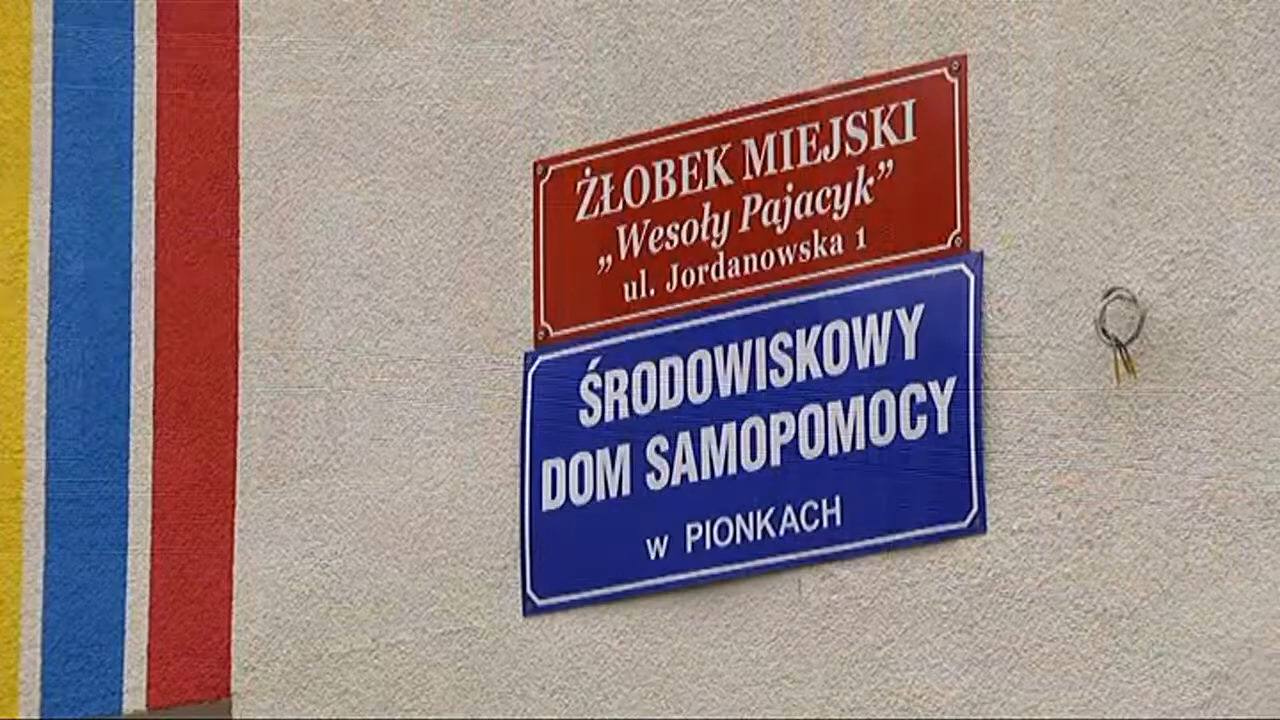 ŻŁOBEK MIEJSKI
„Wesoły Pajacyk”
ul. Jordanowska 1
ŚRODOWISKOWY
DOM SAMOPOMOCY
w PIONKACH